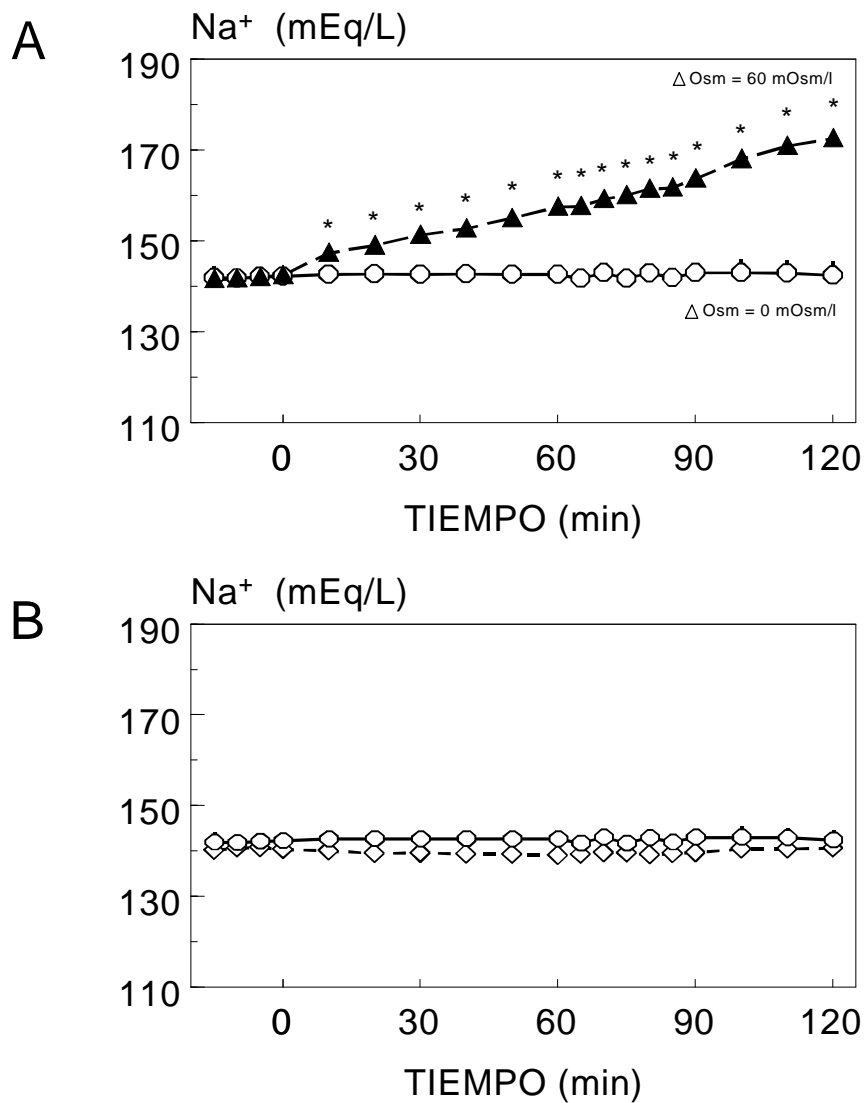 A
Na+ (mEq/L)
190
△ Osm = 60 mOsm/l
* * * * * * * * * * * * * * *
170
150
△ Osm = 0 mOsm/l
130
110
0 30 60 90 120
TIEMPO (min)
B
Na+ (mEq/L)
190
170
150
130
110
0 30 60 90 120
TIEMPO (min)